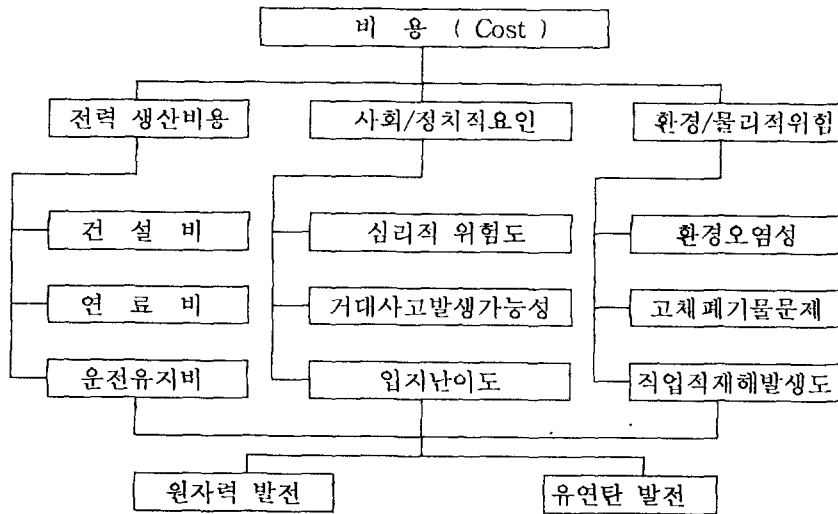 비 용 ( Cost )
전력 생산비용
사회/정치적요인
환경/물리적위험
건 설 비
심리적 위험도
환경오염성
연 료 비
거대사고발생가능성
고체폐기물문제
운전유지비
입지난이도
직업적재해발생도
원자력 발전
유연탄 발전